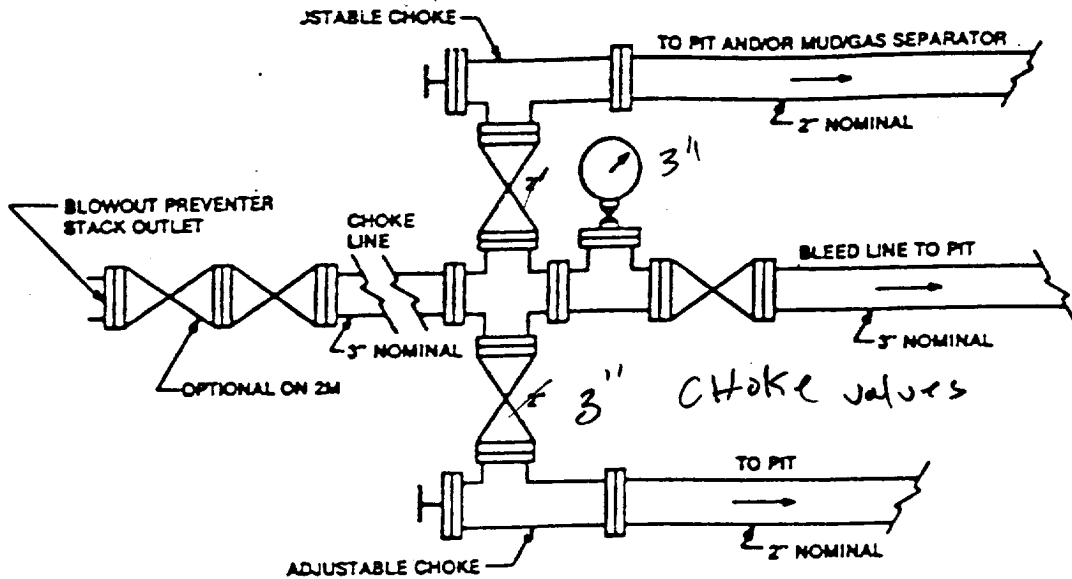 JSTABLE CHOKE
TO PIT AND/OR MUD/GAS SEPARATOR
2" NOMINAL
3"
2"
BLOWOUT PREVENTER
STACK OUTLET
CHOKE
LINE
BLEED LINE TO PIT
3" NOMINAL
3" NOMINAL
OPTIONAL ON 2M
2"
3" CHOKE valves
TO PIT
2" NOMINAL
ADJUSTABLE CHOKE